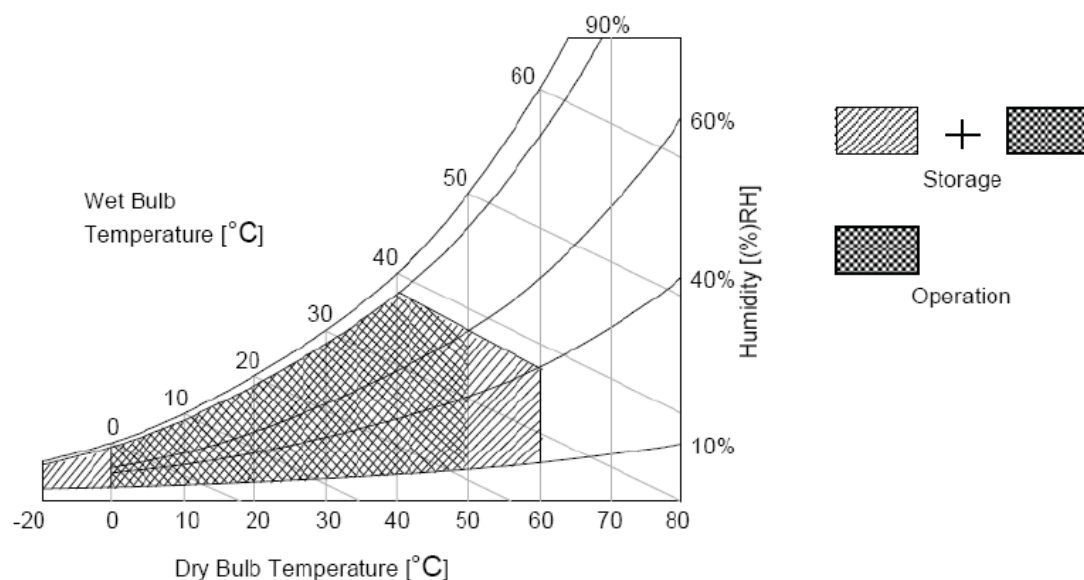 90%
60
60%
50
Wet Bulb
Temperature [°C]
40
30
20
10
0
40%
10%
Humidity [(%)RH]
-20 0 10 20 30 40 50 60 70 80
Dry Bulb Temperature [°C]
+
Storage
Operation